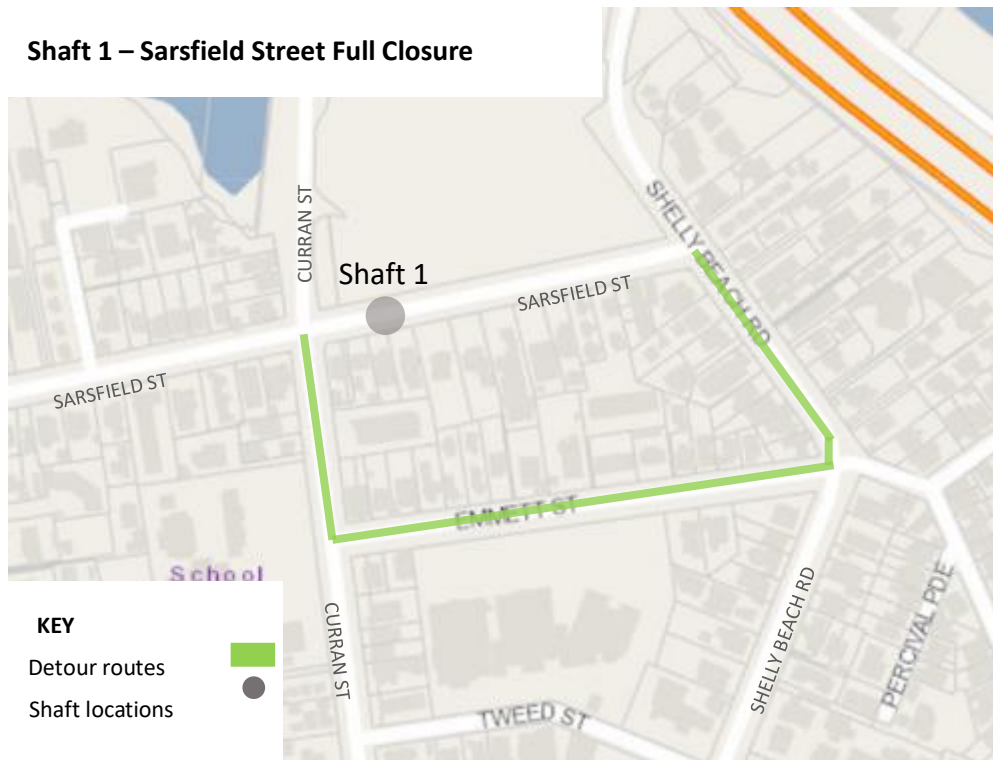 Shaft 1 – Sarsfield Street Full Closure
CURRAN ST
SHELLY BEACH RD
Shaft 1
SARSFIELD ST
SARSFIELD ST
EMMETT ST
School
CURRAN ST
SHELLY BEACH RD
PERCIVAL PDE
TWEED ST
KEY
Detour routes
Shaft locations